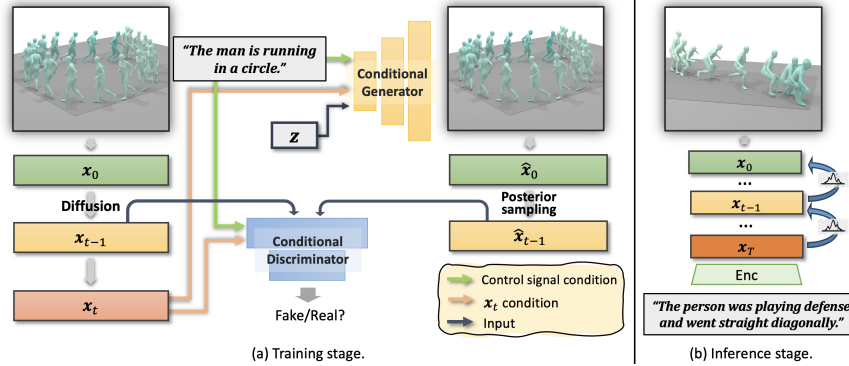 “The man is running
in a circle.”
Conditional
Generator
z
x₀
x̂₀
Diffusion
Posterior
sampling
xₜ₋₁
Conditional
Discriminator
x̂ₜ₋₁
xₜ
Fake/Real?
Control signal condition
xₜ condition
Input
(a) Training stage.
x₀
...
xₜ₋₁
...
x_T
Enc
“The person was playing defense
and went straight diagonally.”
(b) Inference stage.